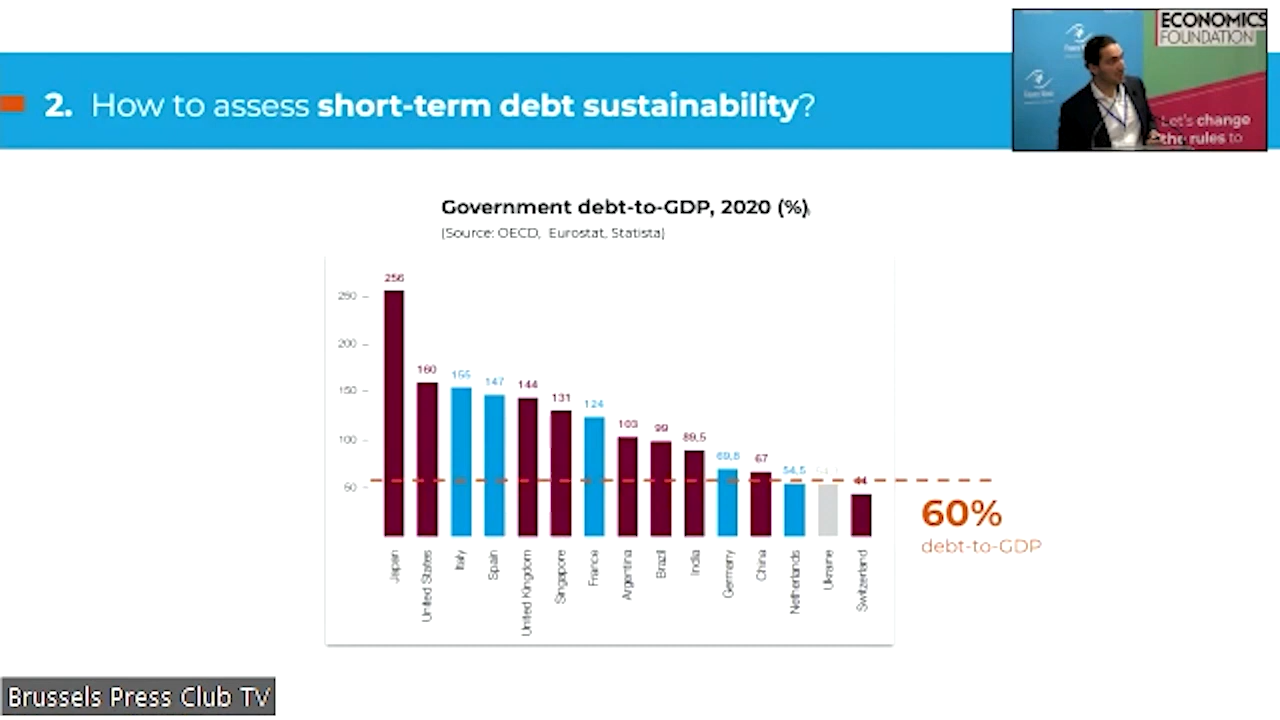 ECONOMICS
FOUNDATION
Let's change
the rules to
2. How to assess short-term debt sustainability?
Government debt-to-GDP, 2020 (%)
(Source: OECD, Eurostat, Statista)
250
200
150
100
50
256
160
155
147
144
131
124
103
99
89,5
69,8
67
54,5
44
Japan
United States
Italy
Spain
United Kingdom
Singapore
France
Argentina
Brazil
India
Germany
China
Netherlands
Ukraine
Switzerland
60%
debt-to-GDP
Brussels Press Club TV